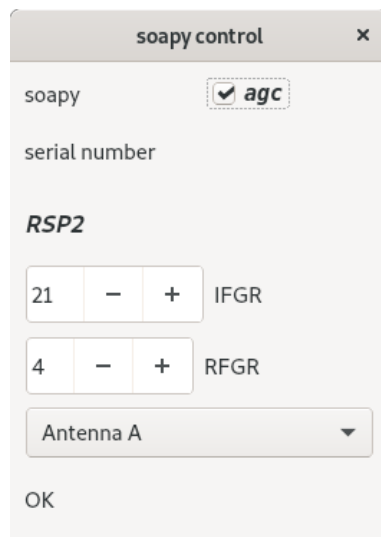 soapy control ×
soapy agc
serial number
RSP2
21 − + IFGR
4 − + RFGR
Antenna A
OK